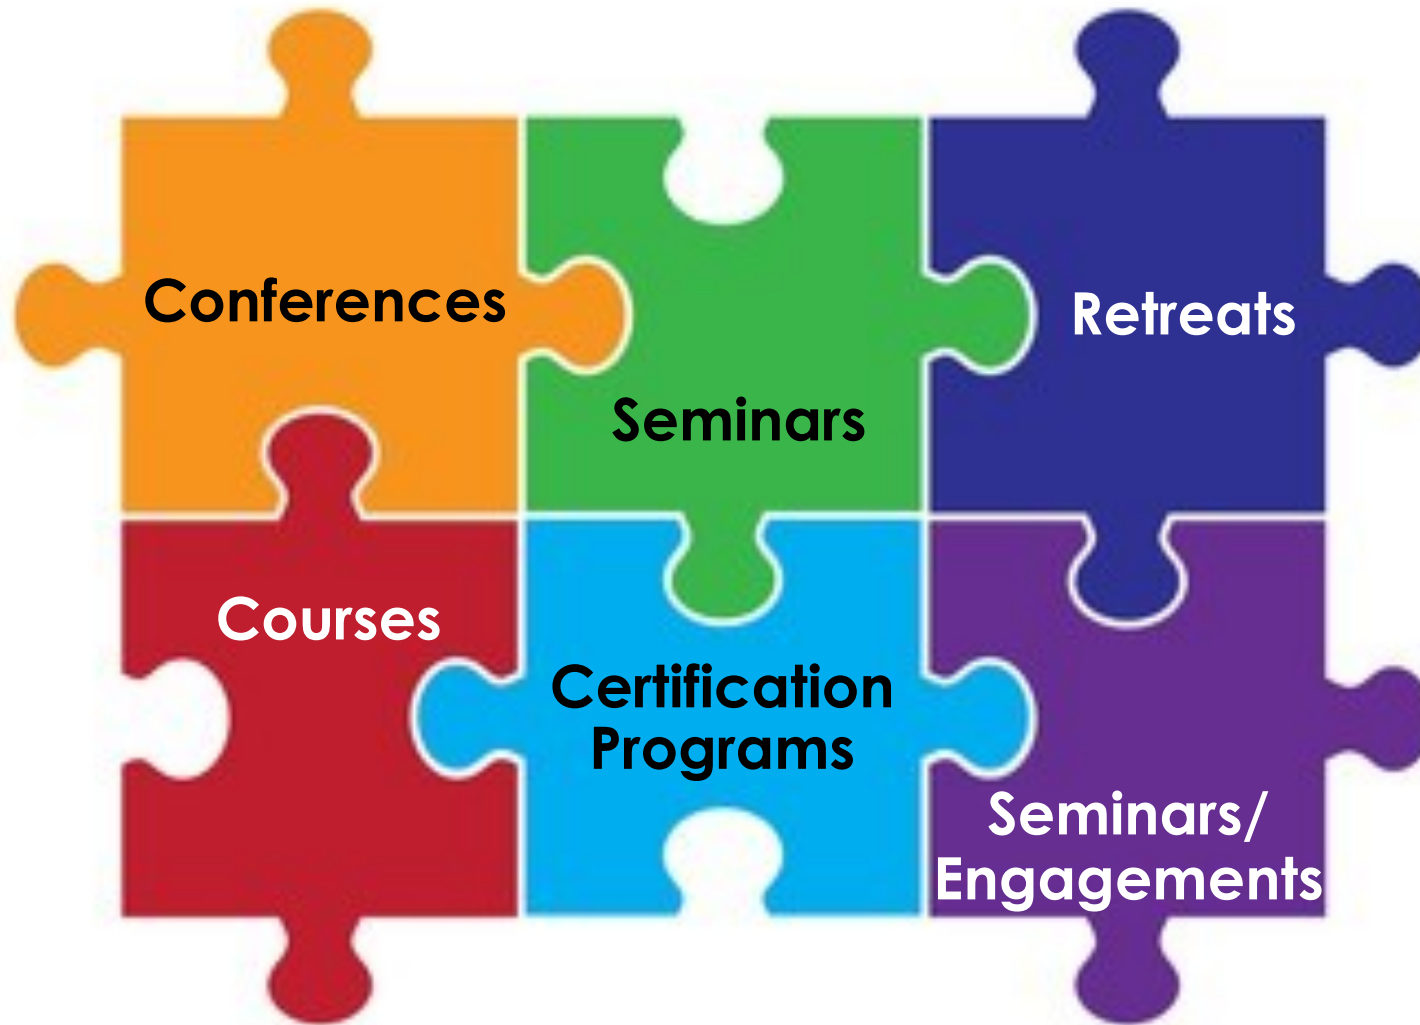 Conferences
Seminars
Retreats
Courses
Certification
Programs
Seminars/
Engagements